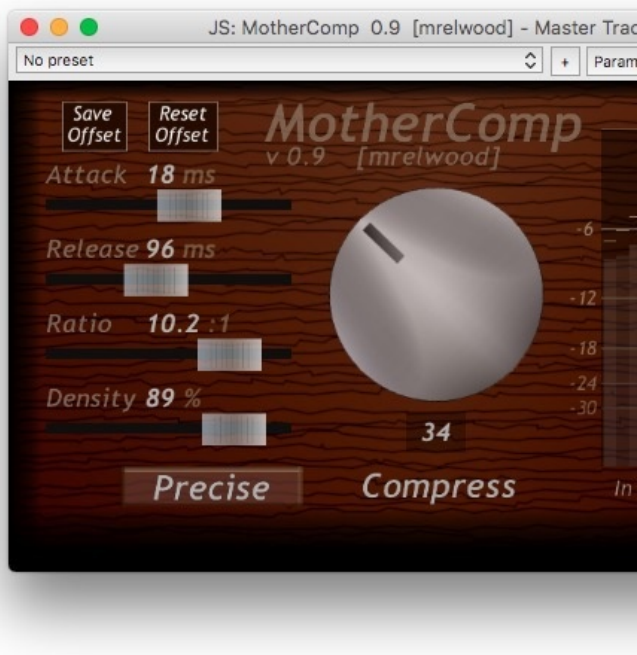 JS: MotherComp 0.9 [mrelwood] - Master Trac
No preset
+
Param
Save Offset
Reset Offset
MotherComp
v 0.9 [mrelwood]
Attack 18 ms
Release 96 ms
Ratio 10.2 :1
Density 89 %
Precise
34
Compress
-6
-12
-18
-24
-30
In